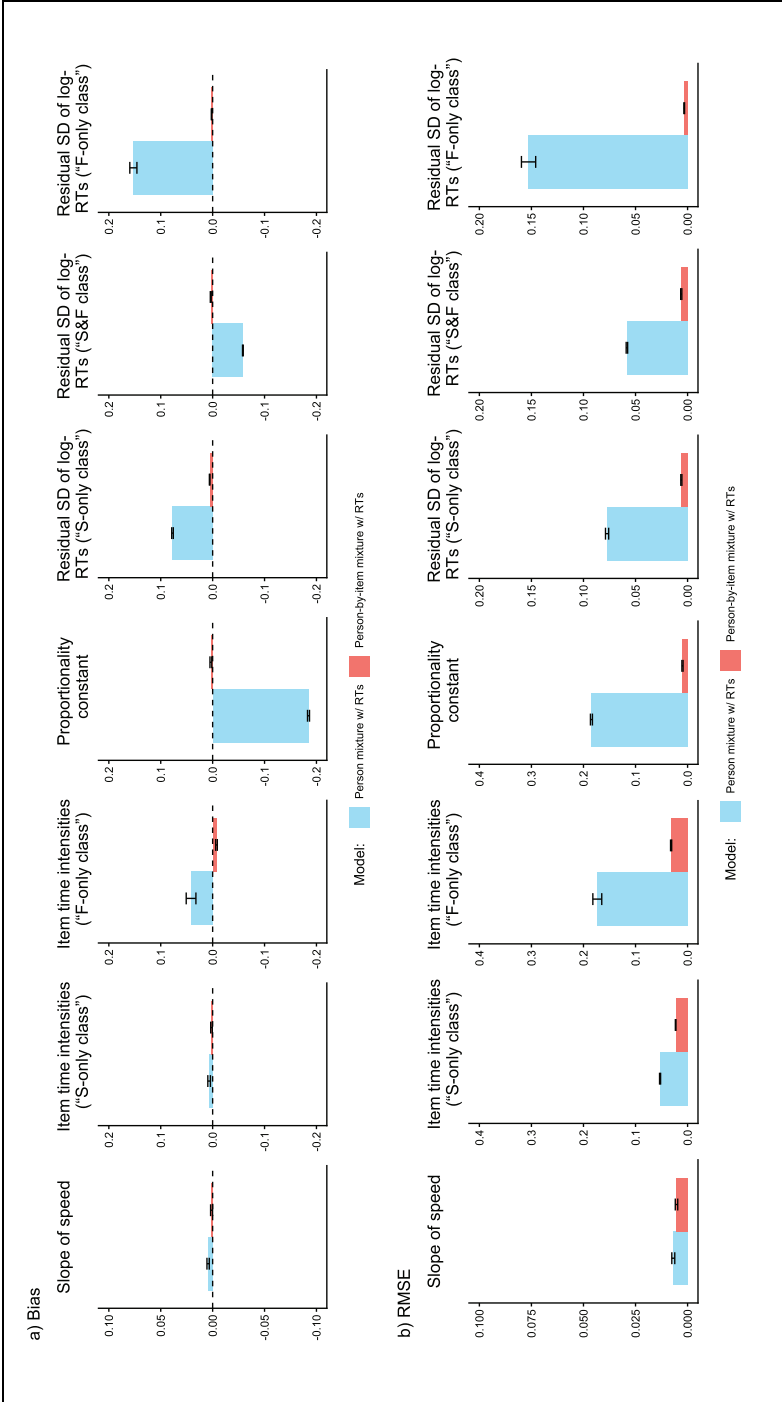 a) Bias
Slope of speed
0.10
0.05
0.00
-0.05
-0.10
Item time intensities
(“S-only class”)
0.2
0.1
0.0
-0.1
-0.2
Item time intensities
(“F-only class”)
0.2
0.1
0.0
-0.1
-0.2
Proportionality
constant
0.2
0.1
0.0
-0.1
-0.2
Residual SD of log-
RTs (“S-only class”)
0.2
0.1
0.0
-0.1
-0.2
Residual SD of log-
RTs (“S&F class”)
0.2
0.1
0.0
-0.1
-0.2
Residual SD of log-
RTs (“F-only class”)
0.2
0.1
0.0
-0.1
-0.2
Model: Person mixture w/ RTs Person-by-item mixture w/ RTs
b) RMSE
Slope of speed
0.100
0.075
0.050
0.025
0.000
Item time intensities
(“S-only class”)
0.4
0.3
0.2
0.1
0.0
Item time intensities
(“F-only class”)
0.4
0.3
0.2
0.1
0.0
Proportionality
constant
0.4
0.3
0.2
0.1
0.0
Residual SD of log-
RTs (“S-only class”)
0.20
0.15
0.10
0.05
0.00
Residual SD of log-
RTs (“S&F class”)
0.20
0.15
0.10
0.05
0.00
Residual SD of log-
RTs (“F-only class”)
0.20
0.15
0.10
0.05
0.00
Model: Person mixture w/ RTs Person-by-item mixture w/ RTs